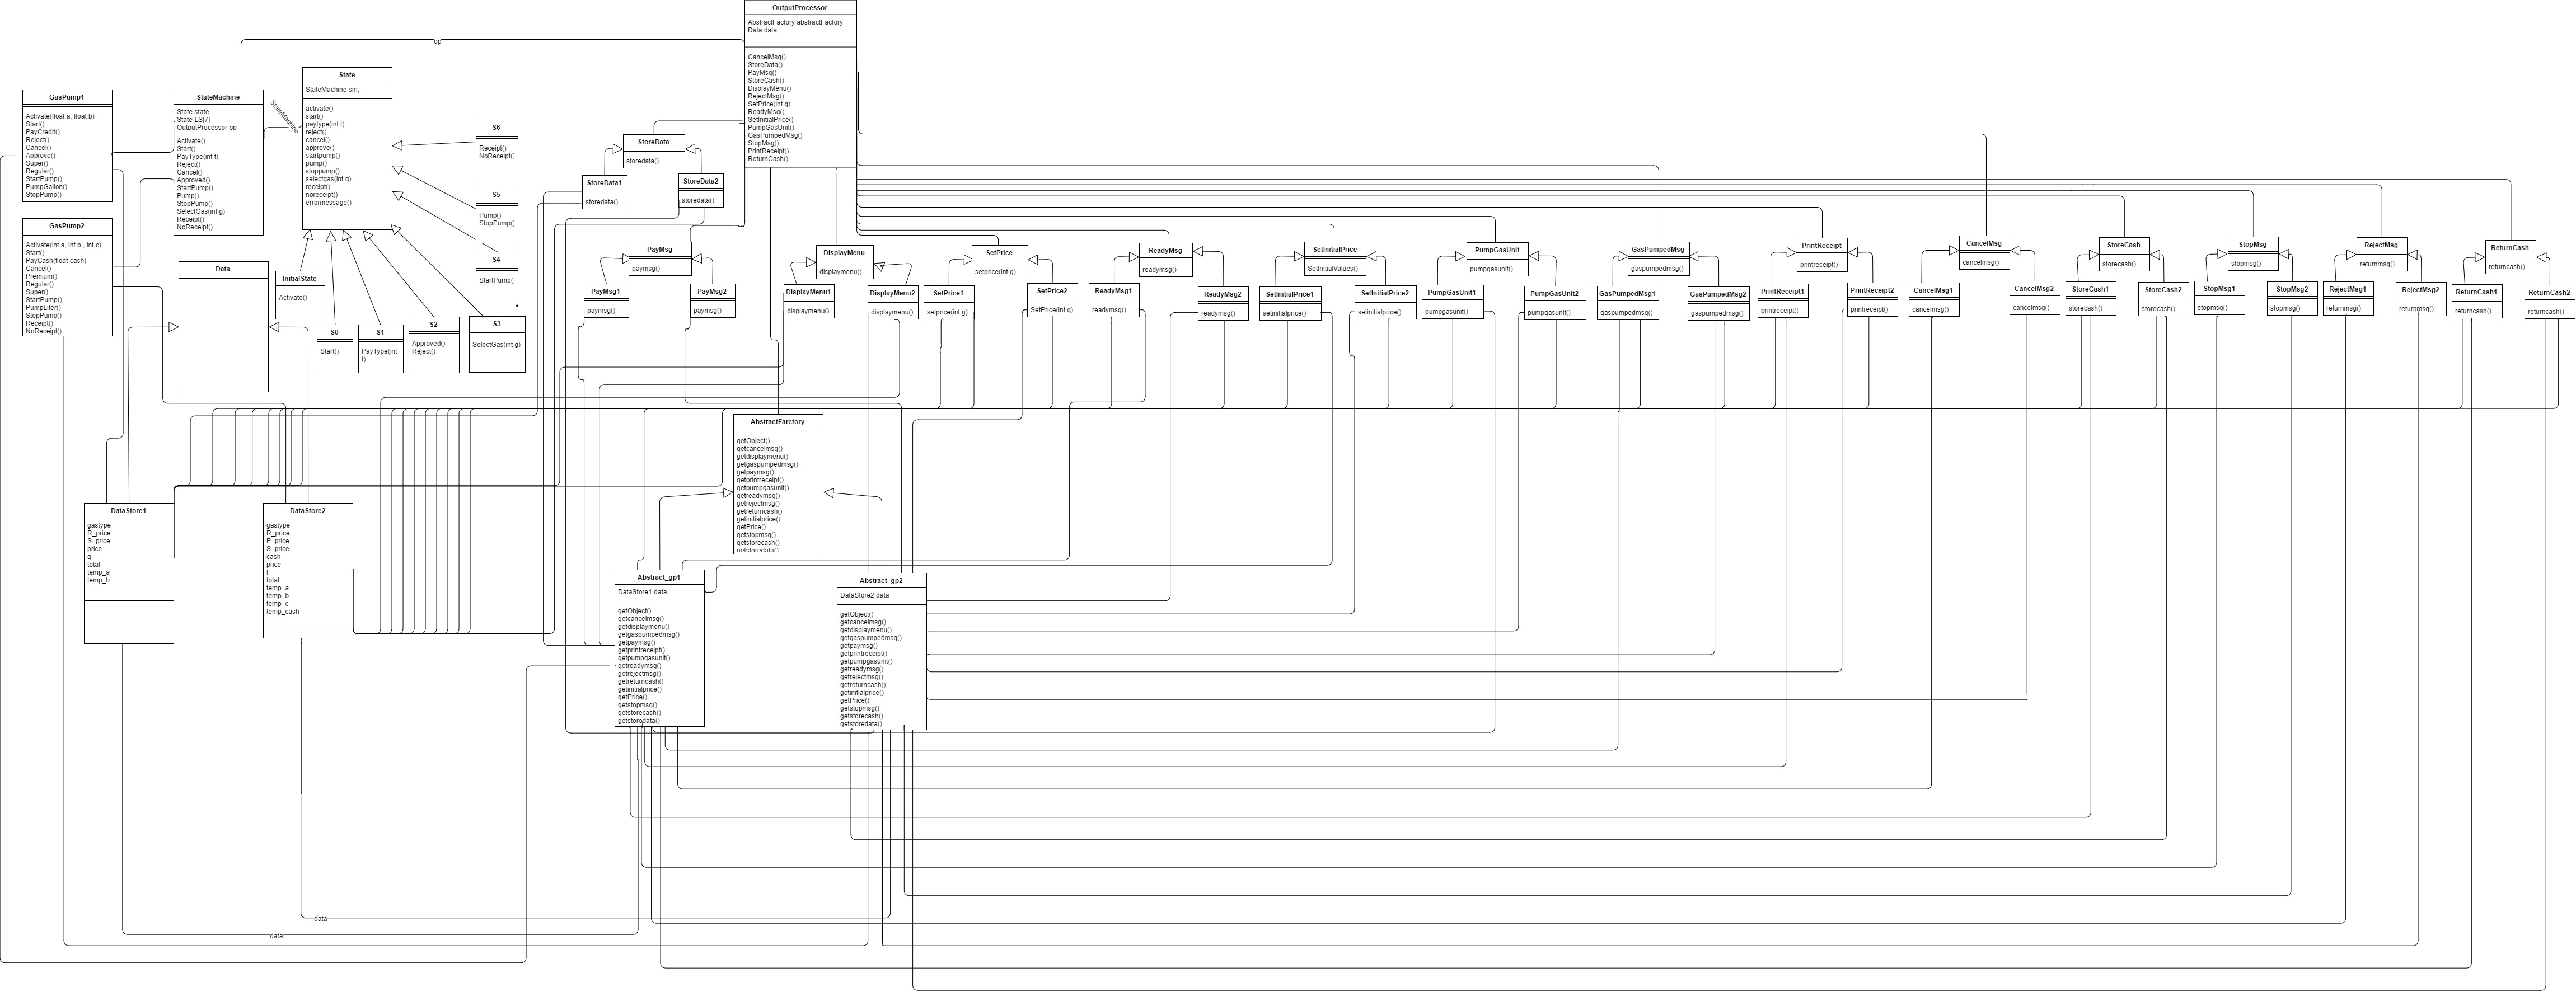 OutputProcessor
AbstractFactory abstractFactory
Data data
CancelMsg()
StoreData()
PayMsg()
StoreCash()
DisplayMenu()
RejectMsg()
SetPrice(int g)
ReadyMsg()
SetInitialPrice()
PumpGasUnit()
GasPumpedMsg()
StopMsg()
PrintReceipt()
ReturnCash()
op
GasPump1
Activate(float a, float b)
Start()
PayCredit()
Reject()
Cancel()
Approve()
Super()
Regular()
StartPump()
PumpGallon()
StopPump()
StateMachine
State state
State LS[7]
OutputProcessor op
Activate()
Start()
PayType(int t)
Reject()
Cancel()
Approved()
StartPump()
Pump()
StopPump()
SelectGas(int g)
Receipt()
NoReceipt()
StateMachine
State
StateMachine sm;
activate()
start()
paytype(int t)
reject()
cancel()
approve()
startpump()
pump()
stoppump()
selectgas(int g)
receipt()
noreceipt()
errormessage()
S6
Receipt()
NoReceipt()
S5
Pump()
StopPump()
S4
StartPump()
*
GasPump2
Activate(int a, int b , int c)
Start()
PayCash(float cash)
Cancel()
Premium()
Regular()
Super()
StartPump()
PumpLiter()
StopPump()
Receipt()
NoReceipt()
Data
InitialState
Activate()
S0
Start()
S1
PayType(int
t)
S2
Approved()
Reject()
S3
SelectGas(int g)
StoreData
storedata()
StoreData1
storedata()
StoreData2
storedata()
PayMsg
paymsg()
PayMsg1
paymsg()
PayMsg2
paymsg()
DisplayMenu
displaymenu()
DisplayMenu1
displaymenu()
DisplayMenu2
displaymenu()
SetPrice
setprice(int g)
SetPrice1
setprice(int g)
SetPrice2
SetPrice(int g)
ReadyMsg
readymsg()
ReadyMsg1
readymsg()
ReadyMsg2
readymsg()
SetInitialPrice
SetInitialValues()
SetInitialPrice1
setinitialprice()
SetInitialPrice2
setinitialprice()
PumpGasUnit
pumpgasunit()
PumpGasUnit1
pumpgasunit()
PumpGasUnit2
pumpgasunit()
GasPumpedMsg
gaspumpedmsg()
GasPumpedMsg1
gaspumpedmsg()
GasPumpedMsg2
gaspumpedmsg()
PrintReceipt
printreceipt()
PrintReceipt1
printreceipt()
PrintReceipt2
printreceipt()
CancelMsg
cancelmsg()
CancelMsg1
cancelmsg()
CancelMsg2
cancelmsg()
StoreCash
storecash()
StoreCash1
storecash()
StoreCash2
storecash()
StopMsg
stopmsg()
StopMsg1
stopmsg()
StopMsg2
stopmsg()
RejectMsg
returnmsg()
RejectMsg1
returnmsg()
RejectMsg2
returnmsg()
ReturnCash
returncash()
ReturnCash1
returncash()
ReturnCash2
returncash()
AbstractFarctory
getObject()
getcancelmsg()
getdisplaymenu()
getgaspumpedmsg()
getpaymsg()
getprintreceipt()
getpumpgasunit()
getreadymsg()
getrejectmsg()
getreturncash()
getinitialprice()
getPrice()
getstopmsg()
getstorecash()
getstoredata()
DataStore1
gastype
R_price
S_price
price
g
total
temp_a
temp_b
DataStore2
gastype
R_price
P_price
S_price
cash
price
l
total
temp_a
temp_b
temp_c
temp_cash
Abstract_gp1
DataStore1 data
getObject()
getcancelmsg()
getdisplaymenu()
getgaspumpedmsg()
getpaymsg()
getprintreceipt()
getpumpgasunit()
getreadymsg()
getrejectmsg()
getreturncash()
getinitialprice()
getPrice()
getstopmsg()
getstorecash()
getstoredata()
Abstract_gp2
DataStore2 data
getObject()
getcancelmsg()
getdisplaymenu()
getgaspumpedmsg()
getpaymsg()
getprintreceipt()
getpumpgasunit()
getreadymsg()
getrejectmsg()
getreturncash()
getinitialprice()
getPrice()
getstopmsg()
getstorecash()
getstoredata()
data
data